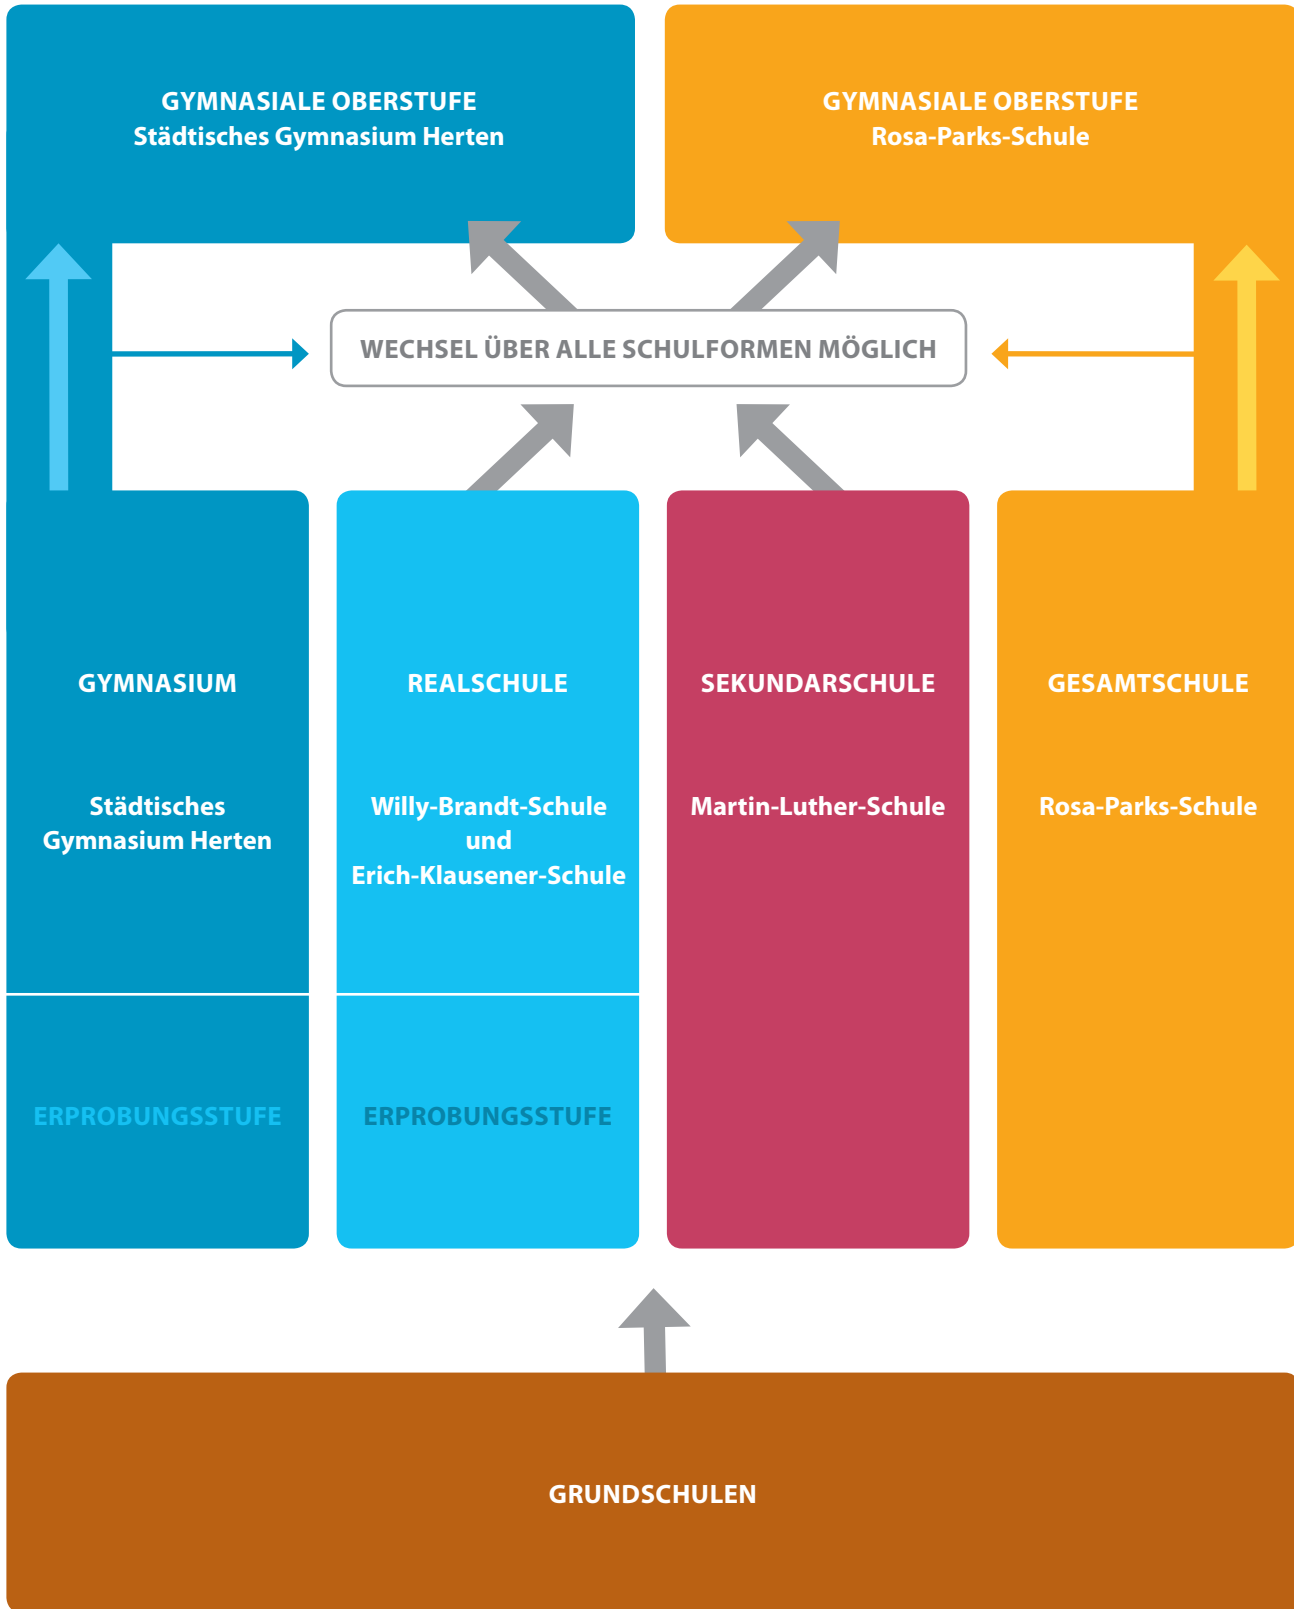 GYMNASIALE OBERSTUFE
Städtisches Gymnasium Herten
GYMNASIALE OBERSTUFE
Rosa-Parks-Schule
WECHSEL ÜBER ALLE SCHULFORMEN MÖGLICH
GYMNASIUM
Städtisches
Gymnasium Herten
REALSCHULE
Willy-Brandt-Schule
und
Erich-Klausener-Schule
SEKUNDARSCHULE
Martin-Luther-Schule
GESAMTSCHULE
Rosa-Parks-Schule
ERPROBUNGSSTUFE
ERPROBUNGSSTUFE
GRUNDSCHULEN